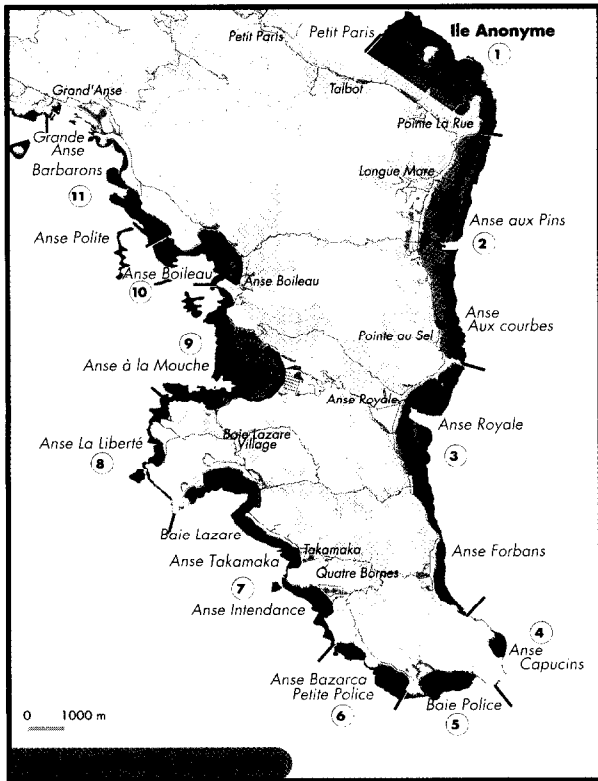 Petit Paris
Petit Paris
Ile Anonyme
1
Talbot
Grand'Anse
Pointe La Rue
Grande
Anse
Barbarons
11
Longue Mare
Anse aux Pins
2
Anse Polite
Anse Boileau
10
Anse Boileau
Anse
Aux courbes
Pointe au Sel
9
Anse à la Mouche
Anse Royale
Anse Royale
3
Baie Lazare
Village
Anse La Liberté
8
Baie Lazare
Anse Takamaka
Takamaka
Anse Forbans
Quatre Bornes
7
Anse Intendance
4
Anse
Capucins
Anse Bazarca
Petite Police
6
Baie Police
5
0 1000 m